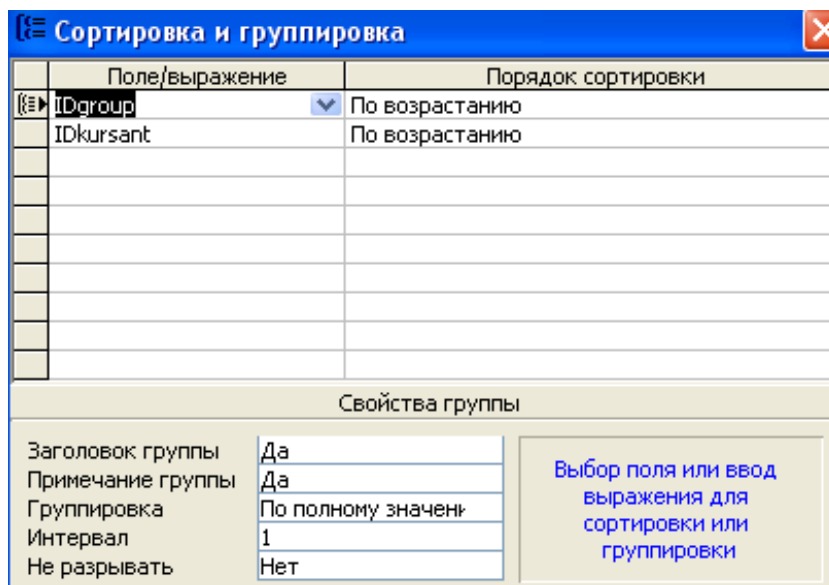 Сортировка и группировка
Поле/выражение Порядок сортировки
IDgroup По возрастанию
IDkursant По возрастанию
Свойства группы
Заголовок группы Да
Примечание группы Да
Группировка По полному значени
Интервал 1
Не разрывать Нет
Выбор поля или ввод
выражения для
сортировки или
группировки